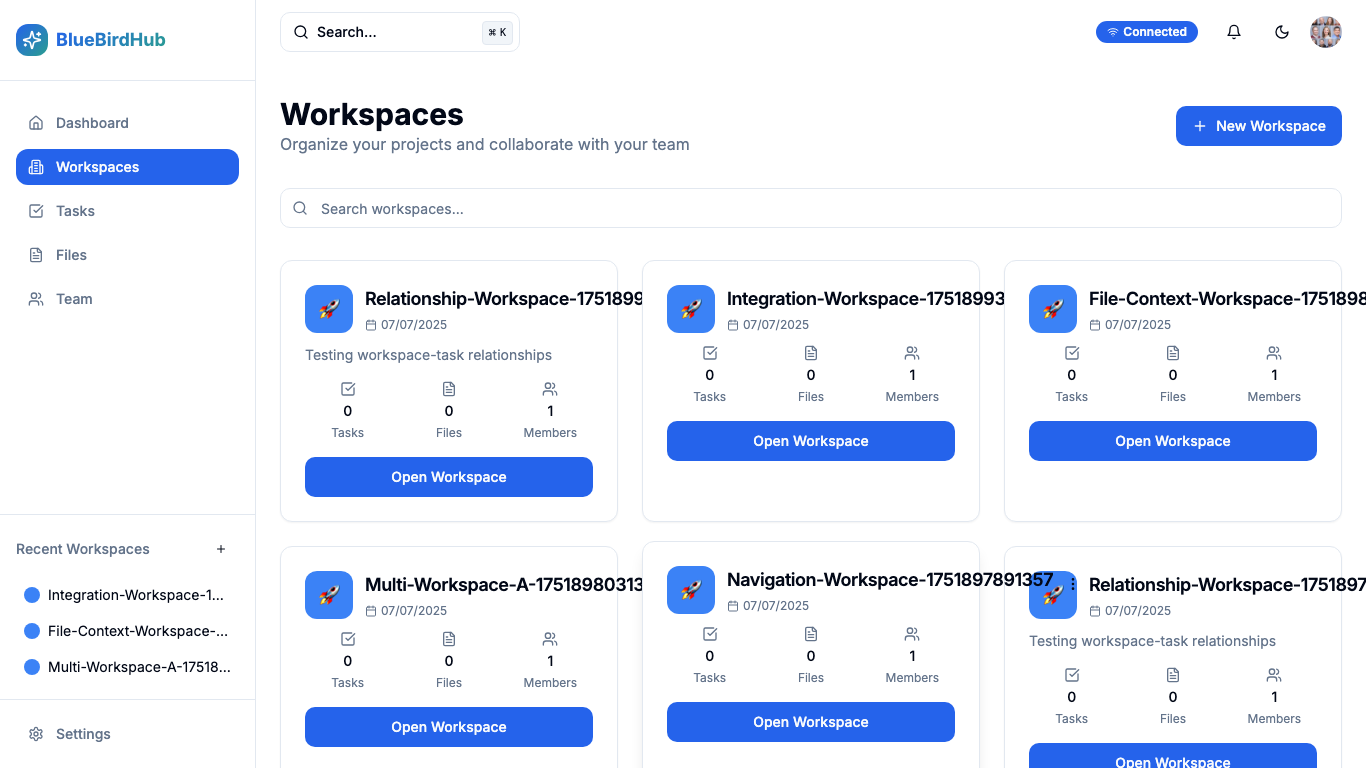 BlueBirdHub
Search...
⌘ K
Connected
Dashboard
Workspaces
Tasks
Files
Team
Workspaces
Organize your projects and collaborate with your team
New Workspace
Search workspaces...
Relationship-Workspace-1751899
07/07/2025
Testing workspace-task relationships
0
0
1
Tasks
Files
Members
Open Workspace
Integration-Workspace-17518993
07/07/2025
0
0
1
Tasks
Files
Members
Open Workspace
File-Context-Workspace-1751898
07/07/2025
0
0
1
Tasks
Files
Members
Open Workspace
Multi-Workspace-A-17518980313
07/07/2025
0
0
1
Tasks
Files
Members
Open Workspace
Navigation-Workspace-1751897891357
07/07/2025
0
0
1
Tasks
Files
Members
Open Workspace
Relationship-Workspace-1751897
07/07/2025
Testing workspace-task relationships
0
0
1
Tasks
Files
Members
Open Workspace
Recent Workspaces
Integration-Workspace-1...
File-Context-Workspace-...
Multi-Workspace-A-17518...
Settings